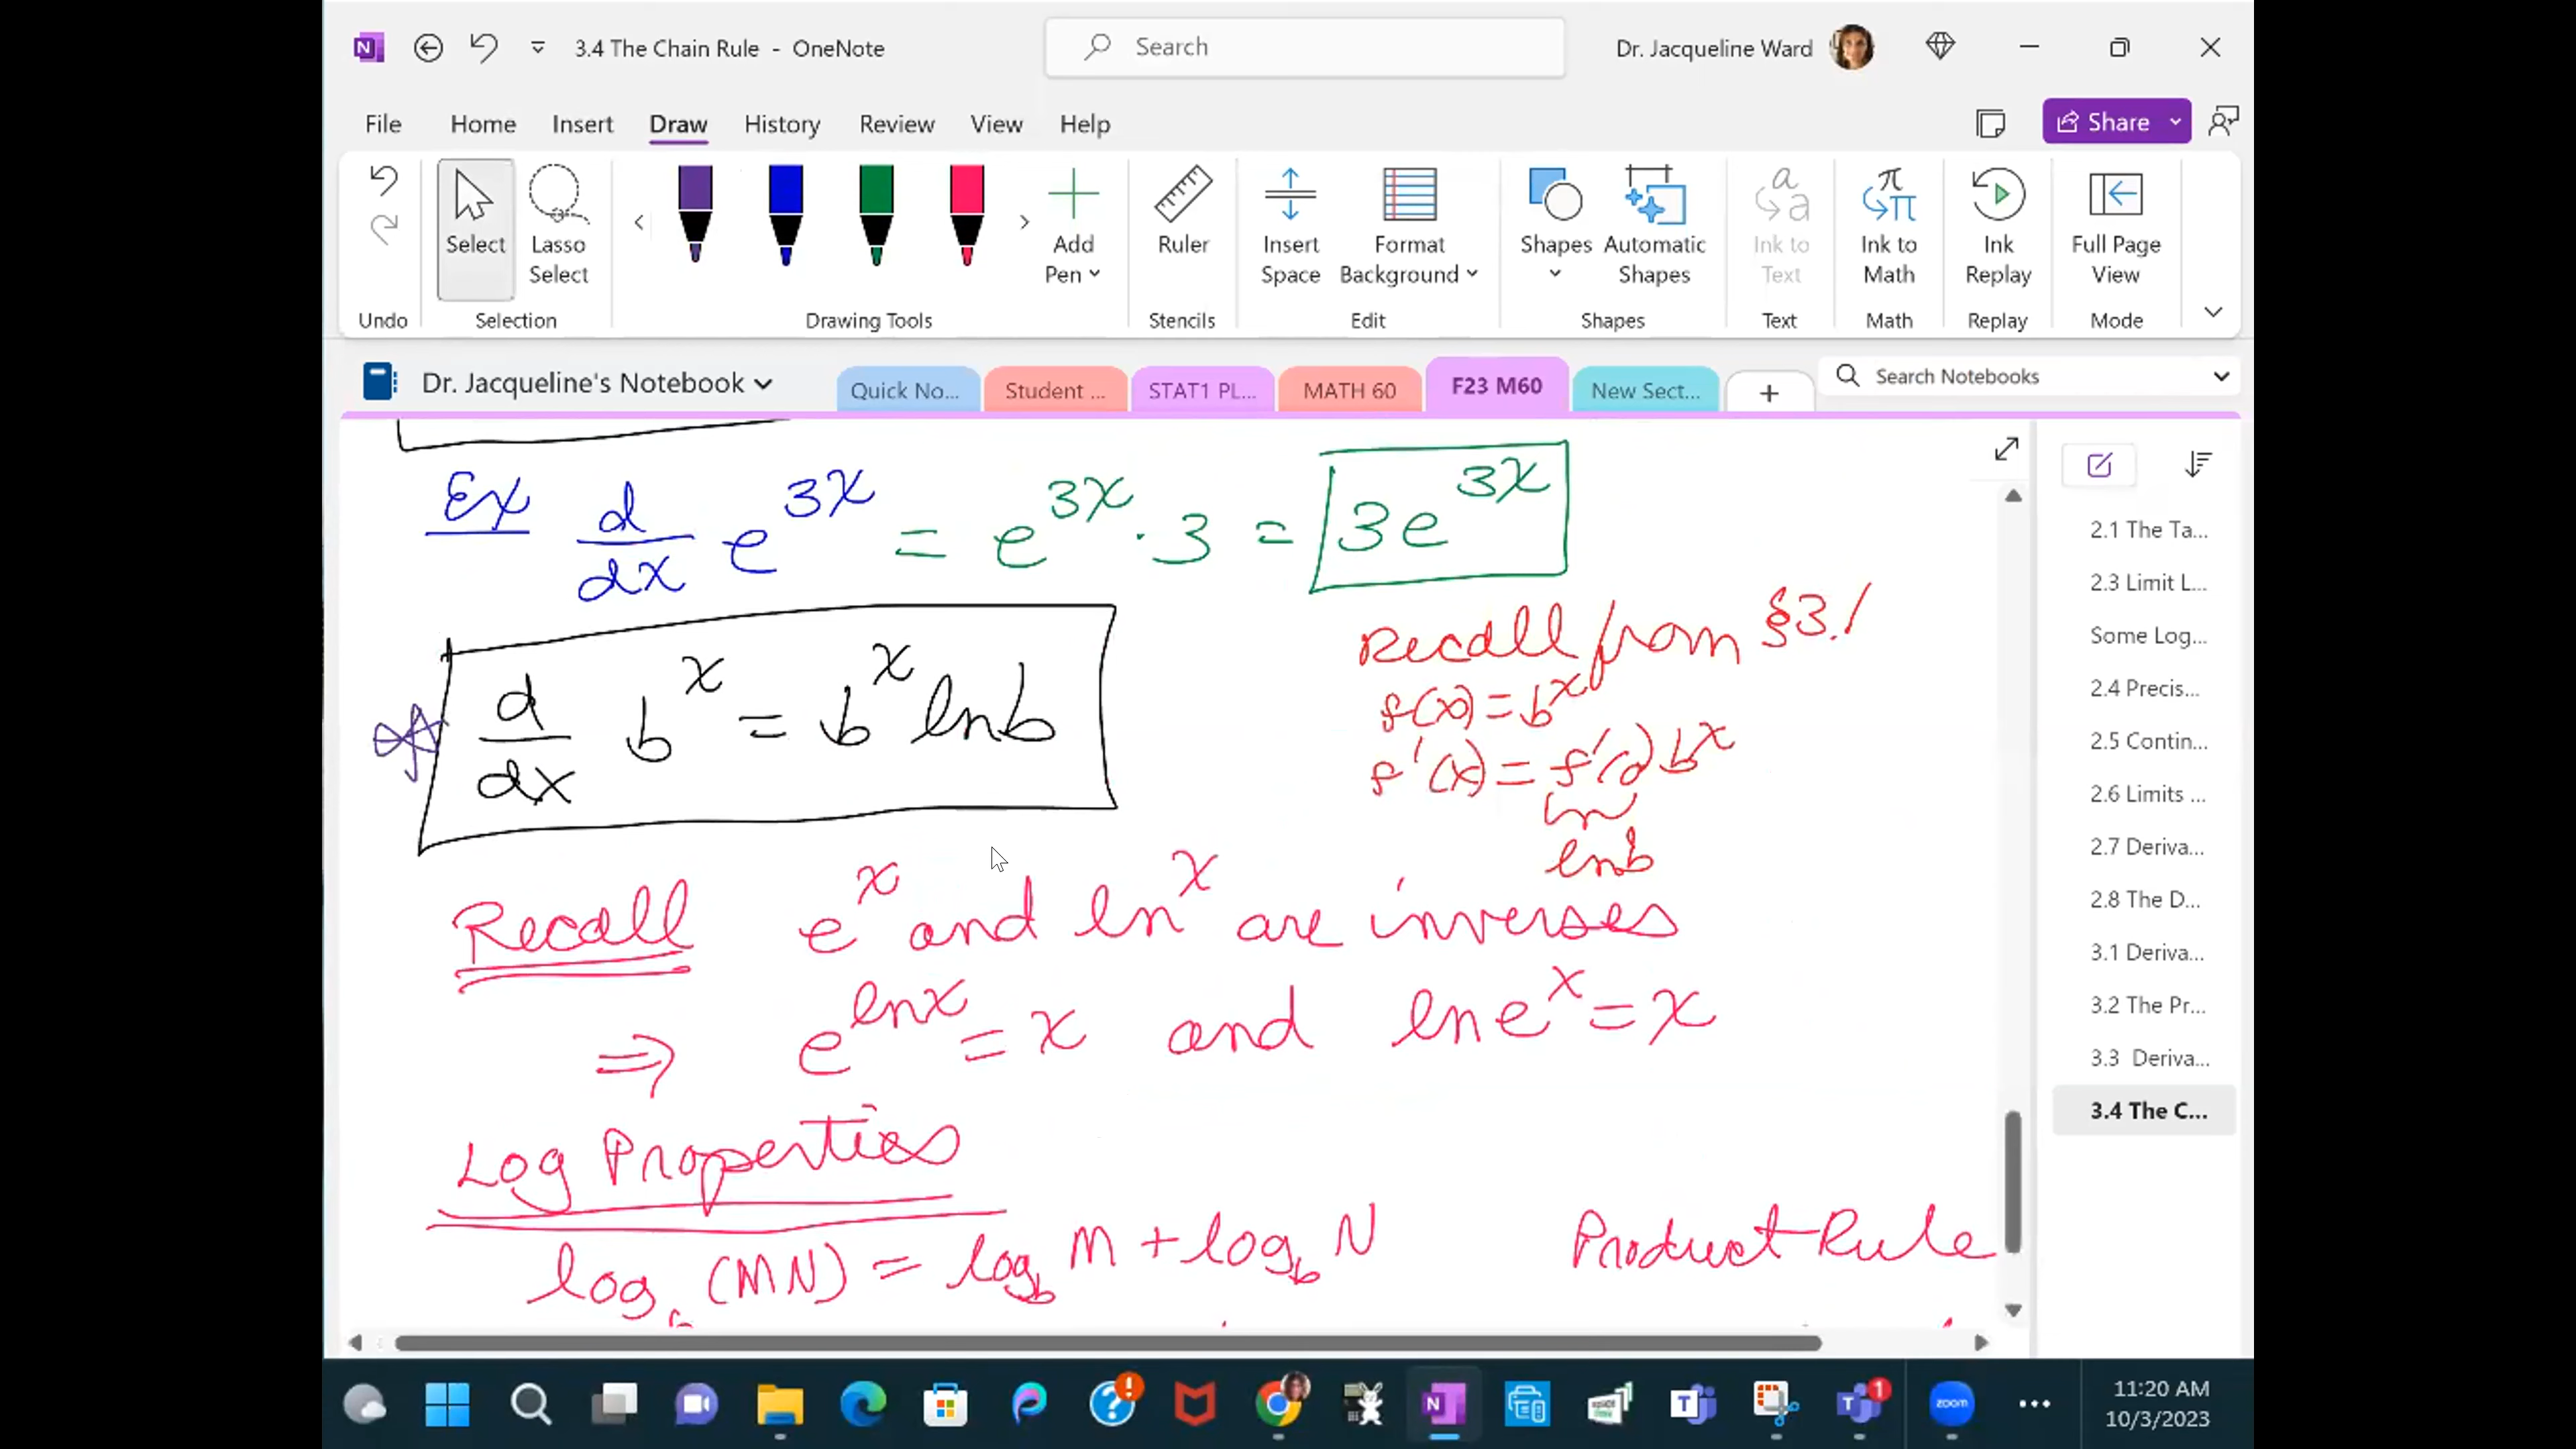 3.4 The Chain Rule - OneNote
Search
Dr. Jacqueline Ward
File Home Insert Draw History Review View Help
Share
Select
Lasso Select
Add Pen
Ruler
Insert Space
Format Background
Shapes
Automatic Shapes
Ink to Text
Ink to Math
Ink Replay
Full Page View
Undo Selection Drawing Tools Stencils Edit Shapes Text Math Replay Mode
Dr. Jacqueline's Notebook
Quick No... Student ... STAT1 PL... MATH 60 F23 M60 New Sect... +
Search Notebooks
Ex d/dx e^3x = e^3x · 3 = 3e^3x
d/dx b^x = b^x ln b
Recall from §3.1
f(x) = b^x
f'(x) = f'(0) b^x
ln b
Recall e^x and ln^x are inverses
⇒ e^ln x = x and ln e^x = x
Log Properties
log_b (MN) = log_b M + log_b N Product Rule
2.1 The Ta...
2.3 Limit L...
Some Log...
2.4 Precis...
2.5 Contin...
2.6 Limits ...
2.7 Deriva...
2.8 The D...
3.1 Deriva...
3.2 The Pr...
3.3 Deriva...
3.4 The C...
zoom
1
11:20 AM
10/3/2023